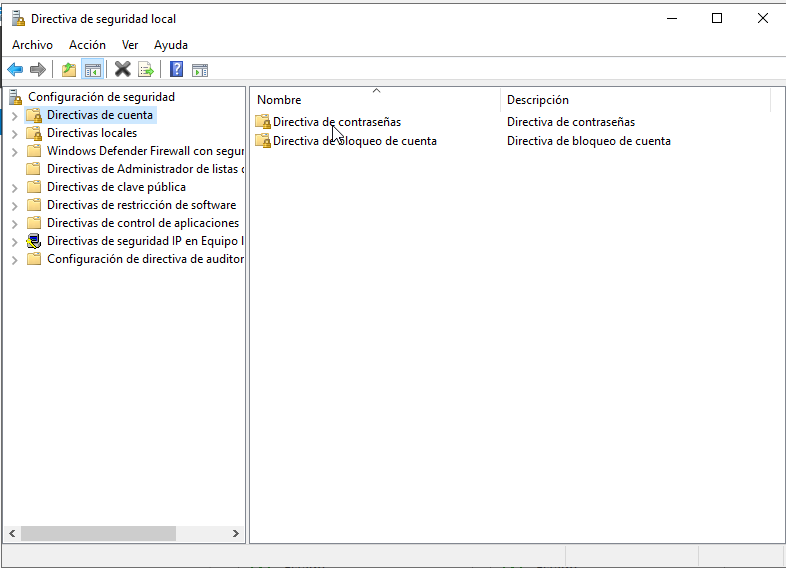 Directiva de seguridad local
Archivo Acción Ver Ayuda
Configuración de seguridad
Directivas de cuenta
Directivas locales
Windows Defender Firewall con segur
Directivas de Administrador de listas
Directivas de clave pública
Directivas de restricción de software
Directivas de control de aplicaciones
Directivas de seguridad IP en Equipo l
Configuración de directiva de auditor
Nombre Descripción
Directiva de contraseñas Directiva de contraseñas
Directiva de bloqueo de cuenta Directiva de bloqueo de cuenta